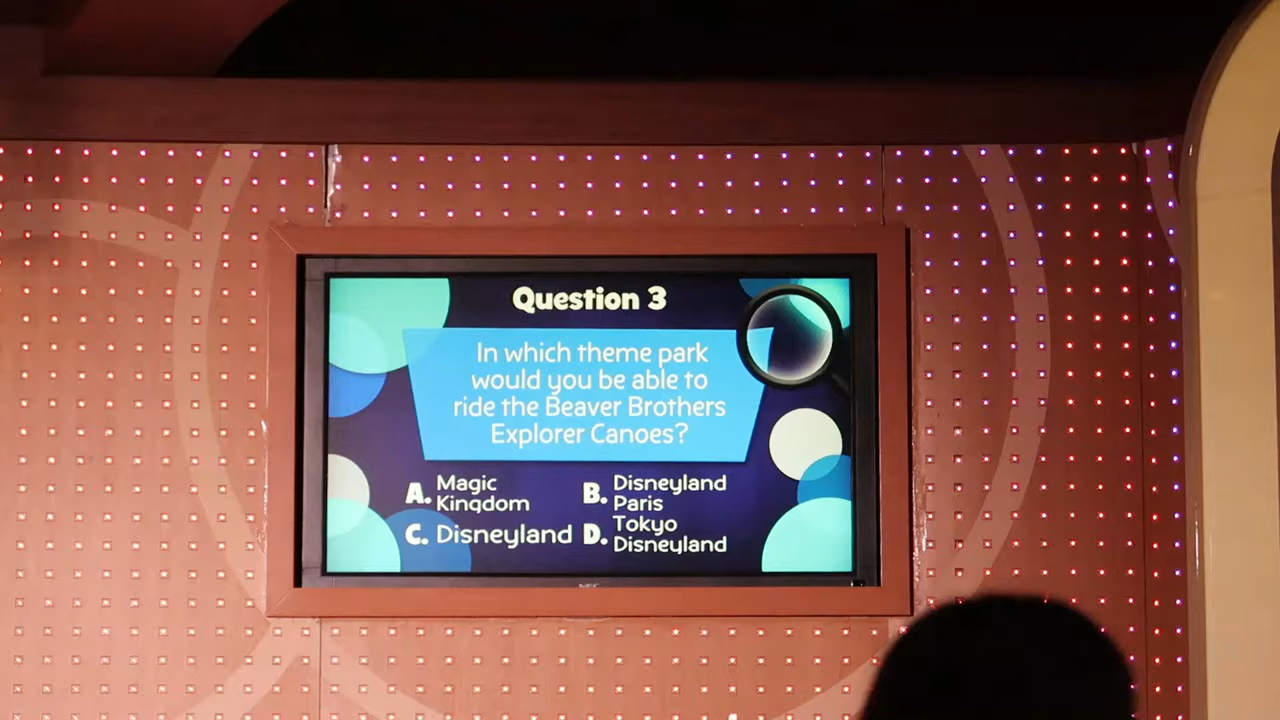 Question 3
In which theme park
would you be able to
ride the Beaver Brothers
Explorer Canoes?
A. Magic
Kingdom
B. Disneyland
Paris
C. Disneyland
D. Tokyo
Disneyland
NEC